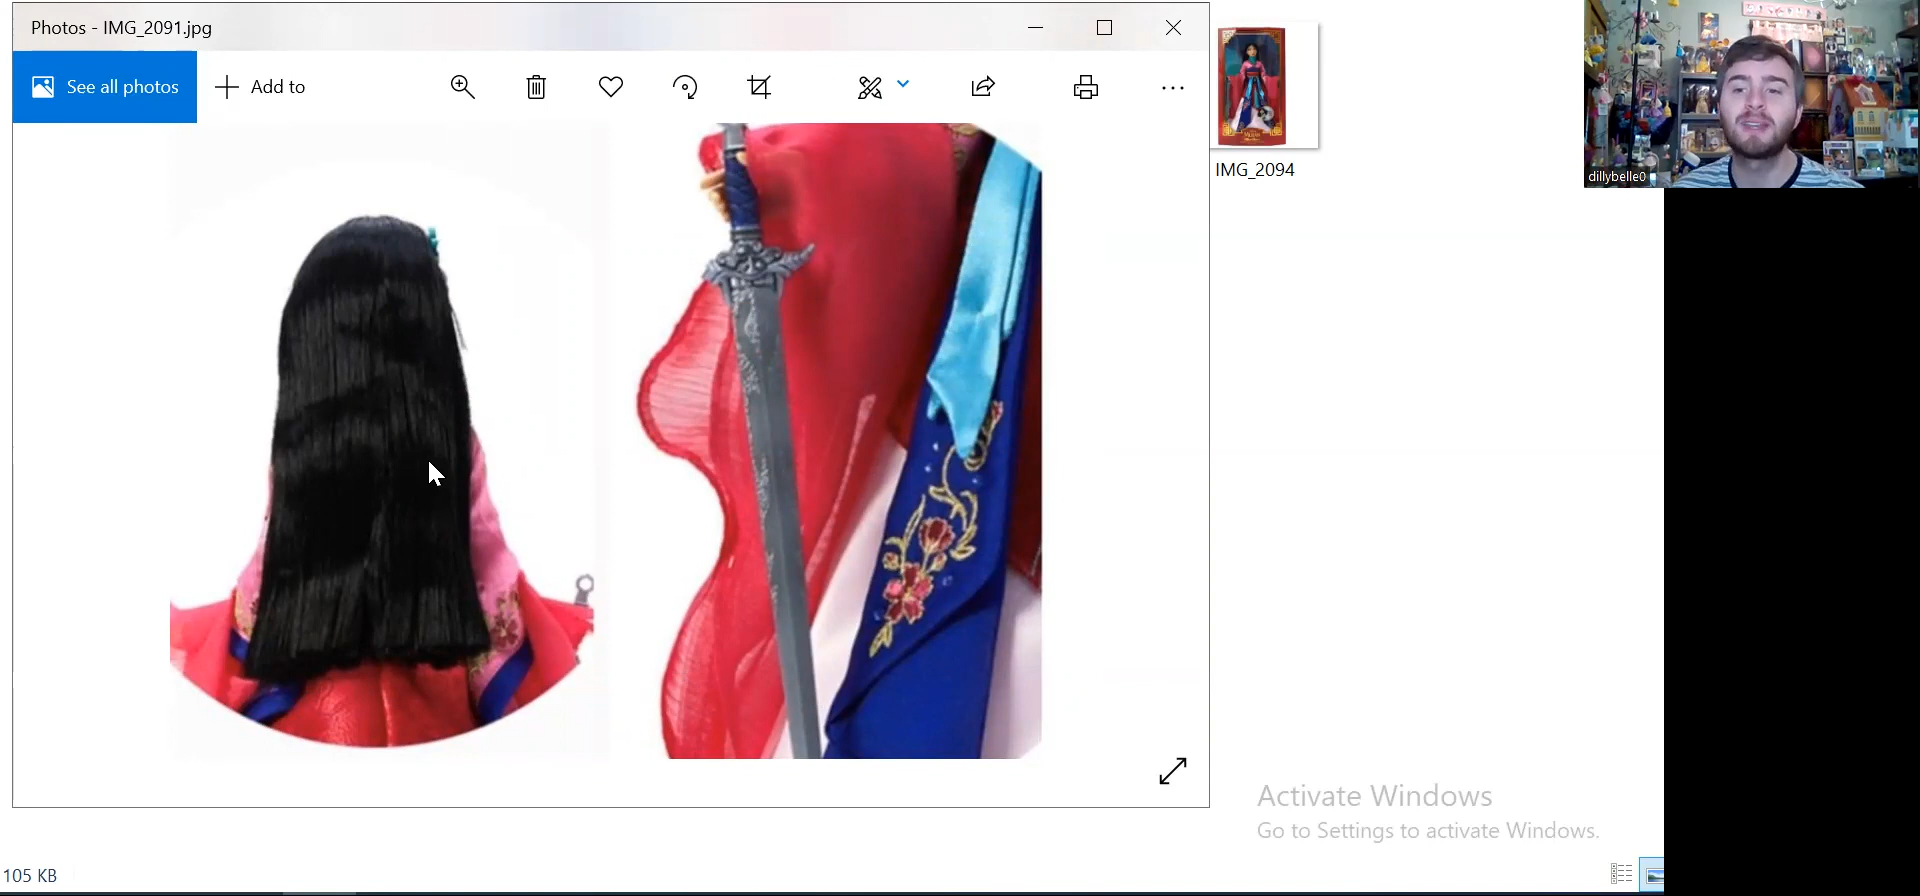 Photos - IMG_2091.jpg
See all photos
Add to
IMG_2094
dillybelle0
Activate Windows
Go to Settings to activate Windows.
105 KB